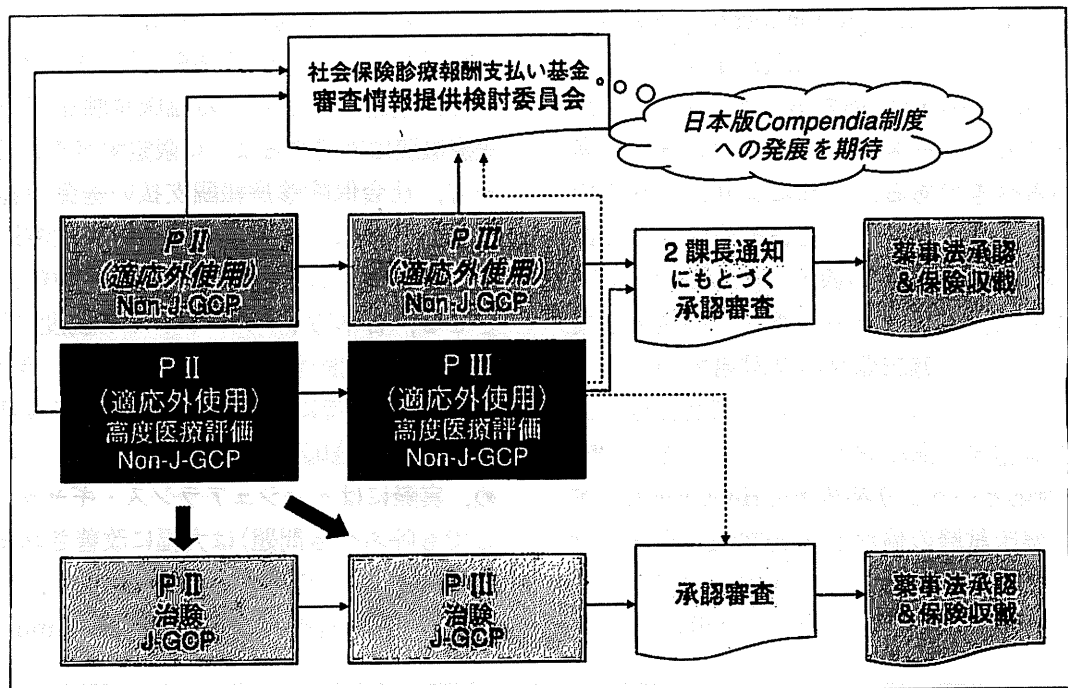 社会保険診療報酬支払い基金
審査情報提供検討委員会
日本版Compendia制度
への発展を期待
P II
(適応外使用)
Non-J-GCP
P III
(適応外使用)
Non-J-GCP
2課長通知
にもとづく
承認審査
薬事法承認
&保険収載
P II
(適応外使用)
高度医療評価
Non-J-GCP
P III
(適応外使用)
高度医療評価
Non-J-GCP
P II
治験
J-GCP
P III
治験
J-GCP
承認審査
薬事法承認
&保険収載